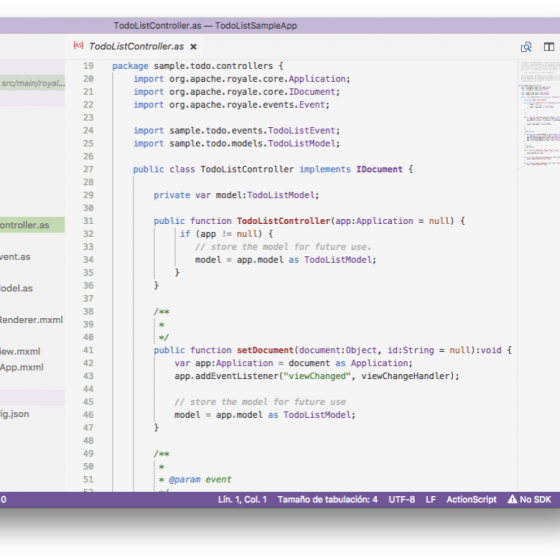 TodoListController.as — TodoListSampleApp
TodoListController.as ×
src/main/royal...
ontroller.as
vent.as
odel.as
Renderer.mxml
iew.mxml
App.mxml
ig.json
19 package sample.todo.controllers {
20 import org.apache.royale.core.Application;
21 import org.apache.royale.core.IDocument;
22 import org.apache.royale.events.Event;
23
24 import sample.todo.events.TodoListEvent;
25 import sample.todo.models.TodoListModel;
26
27 public class TodoListController implements IDocument {
28
29 private var model:TodoListModel;
30
31 public function TodoListController(app:Application = null) {
32 if (app != null) {
33 // store the model for future use.
34 model = app.model as TodoListModel;
35 }
36 }
37
38 /**
39 *
40 */
41 public function setDocument(document:Object, id:String = null):void {
42 var app:Application = document as Application;
43 app.addEventListener("viewChanged", viewChangeHandler);
44
45 // store the model for future use
46 model = app.model as TodoListModel;
47 }
48
49 /**
50 *
51 * @param event
52 */
0 Lín. 1, Col. 1 Tamaño de tabulación: 4 UTF-8 LF ActionScript No SDK